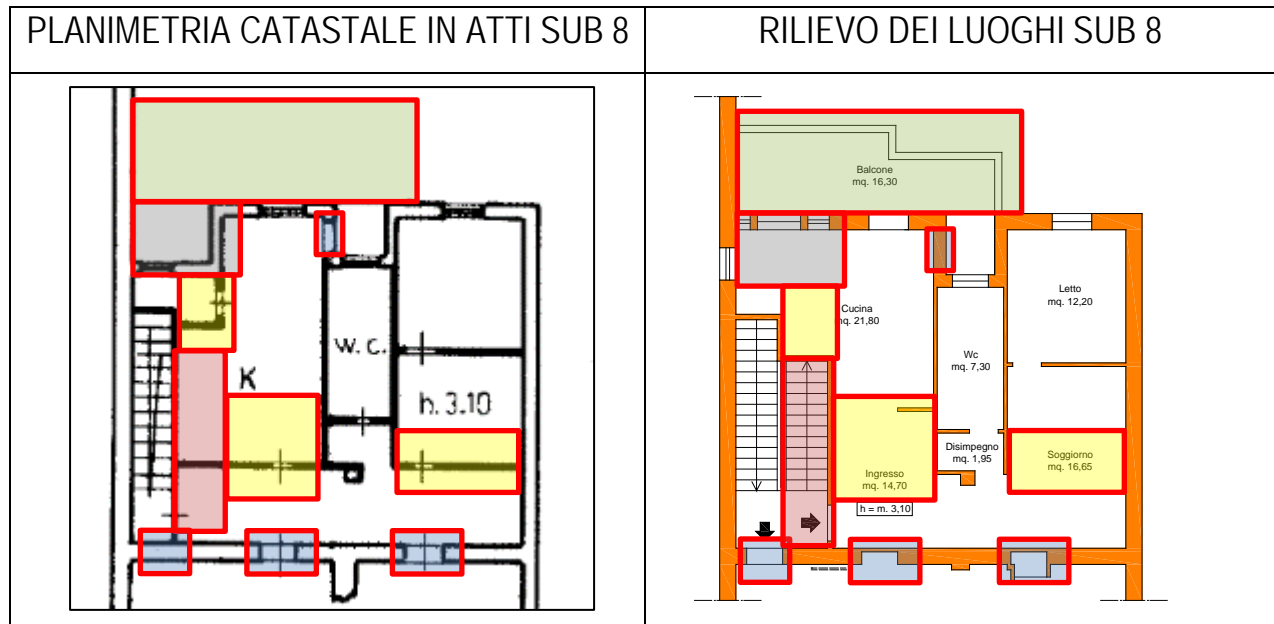 PLANIMETRIA CATASTALE IN ATTI SUB 8
RILIEVO DEI LUOGHI SUB 8
K
w.c.
h. 3.10
Balcone
mq. 16,30
Cucina
mq. 21,80
Letto
mq. 12,20
Wc
mq. 7,30
Disimpegno
mq. 1,95
Soggiorno
mq. 16,65
Ingresso
mq. 14,70
h = m. 3,10